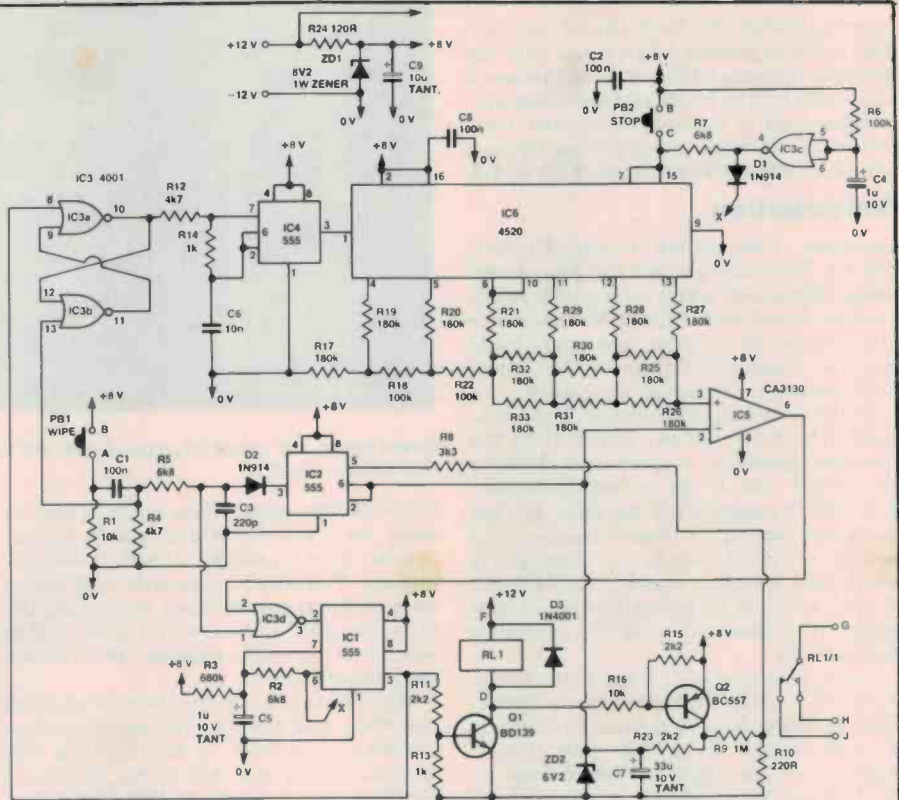 R24 120R
+12 V
+8 V
ZD1
8V2
1W ZENER
C9
10u
TANT.
-12 V
0 V
0 V
C2
100n
+8 V
0 V
PB2
STOP
B
C
R7
6k8
4
IC3c
5
6
R6
100k
D1
1N914
X
C4
1u
10 V
0 V
C8
100n
0 V
+8 V
2
16
7
15
IC6
4520
9
0 V
1
4
5
6
10
11
12
13
IC3 4001
8
9
IC3a
10
R12
4k7
R14
1k
+8 V
4
8
7
6
2
IC4
555
3
1
12
13
IC3b
11
C6
10n
0 V
R19
180k
R20
180k
R21
180k
R29
180k
R28
180k
R27
180k
R17
180k
R18
100k
R22
100k
R32
180k
R30
180k
R25
180k
R33
180k
R31
180k
R26
180k
+8 V
CA3130
3
+
7
IC5
6
2
−
4
0 V
+8 V
PB1
WIPE
B
A
C1
100n
R5
6k8
D2
1N914
+8 V
4
8
3
IC2
555
5
6
2
1
R8
3k3
R1
10k
R4
4k7
C3
220p
0 V
2
1
IC3d
3
2
+8 V
4
7
IC1
555
8
6
1
3
+8 V
R3
680k
R2
6k8
X
1u
10 V
TANT
C5
0 V
0 V
R11
2k2
R13
1k
+12 V
F
RL1
D3
1N4001
D
Q1
BD139
R16
10k
R15
2k2
+8 V
Q2
BC557
R23
2k2
R9 1M
R10
220R
ZD2
6V2
C7
33u
10 V
TANT
RL1/1
G
H
J